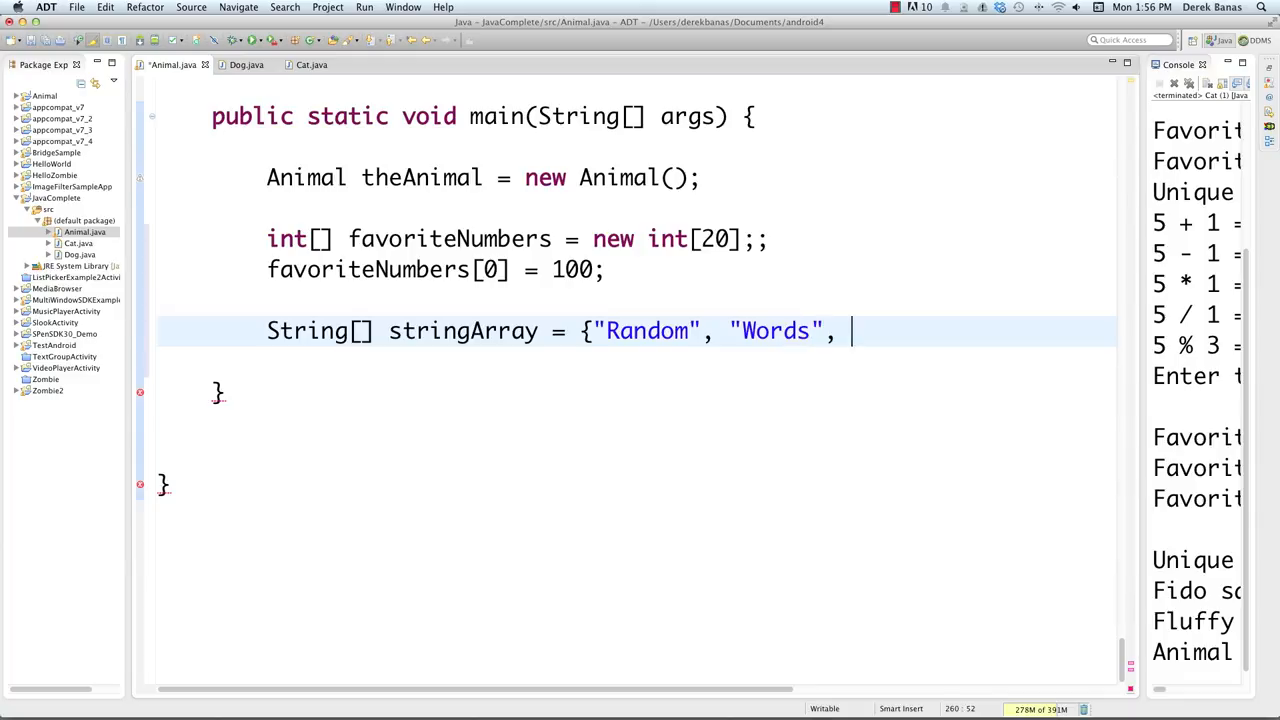 ADT File Edit Refactor Source Navigate Search Project Run Window Help 10 Mon 1:56 PM Derek Banas
Java - JavaComplete/src/Animal.java - ADT - /Users/derekbanas/Documents/android4
Quick Access Java DDMS
Package Exp
Animal
appcompat_v7
appcompat_v7_2
appcompat_v7_3
appcompat_v7_4
BridgeSample
HelloWorld
HelloZombie
ImageFilterSampleApp
JavaComplete
src
(default package)
Animal.java
Cat.java
Dog.java
JRE System Library [Ja
ListPickerExample2Activi
MediaBrowser
MultiWindowSDKExample
MusicPlayerActivity
SlookActivity
SPenSDK30_Demo
TestAndroid
TextGroupActivity
VideoPlayerActivity
Zombie
Zombie2
*Animal.java Dog.java Cat.java
public static void main(String[] args) {
Animal theAnimal = new Animal();
int[] favoriteNumbers = new int[20];;
favoriteNumbers[0] = 100;
String[] stringArray = {"Random", "Words",
}
}
Console
<terminated> Cat (1) [Java
Favorit
Favorit
Unique
5 + 1 =
5 - 1 =
5 * 1 =
5 / 1 =
5 % 3 =
Enter t
Favorit
Favorit
Favorit
Unique
Fido sa
Fluffy
Animal
Writable Smart Insert 260 : 52 278M of 391M